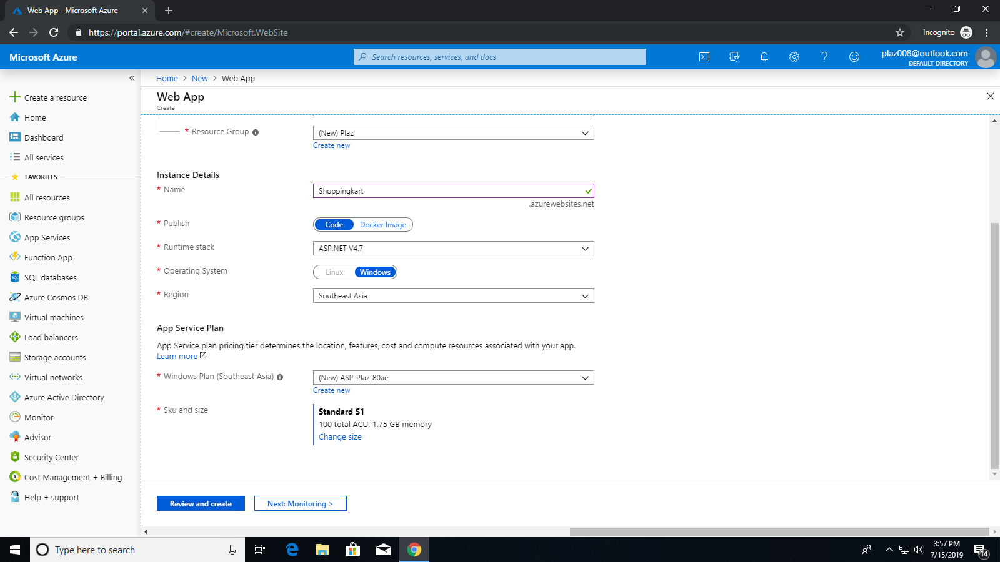 Web App - Microsoft Azure
https://portal.azure.com/#create/Microsoft.WebSite
Incognito
Microsoft Azure
Search resources, services, and docs
plaz008@outlook.com
DEFAULT DIRECTORY
Home > New > Web App
Web App
Create
Create a resource
Home
Dashboard
All services
FAVORITES
All resources
Resource groups
App Services
Function App
SQL databases
Azure Cosmos DB
Virtual machines
Load balancers
Storage accounts
Virtual networks
Azure Active Directory
Monitor
Advisor
Security Center
Cost Management + Billing
Help + support
* Resource Group
(New) Plaz
Create new
Instance Details
* Name
Shoppingkart
.azurewebsites.net
* Publish
Code Docker Image
* Runtime stack
ASP.NET V4.7
* Operating System
Linux Windows
* Region
Southeast Asia
App Service Plan
App Service plan pricing tier determines the location, features, cost and compute resources associated with your app.
Learn more
* Windows Plan (Southeast Asia)
(New) ASP-Plaz-80ae
Create new
* Sku and size
Standard S1
100 total ACU, 1.75 GB memory
Change size
Review and create
Next: Monitoring >
Type here to search
3:57 PM
7/15/2019
14